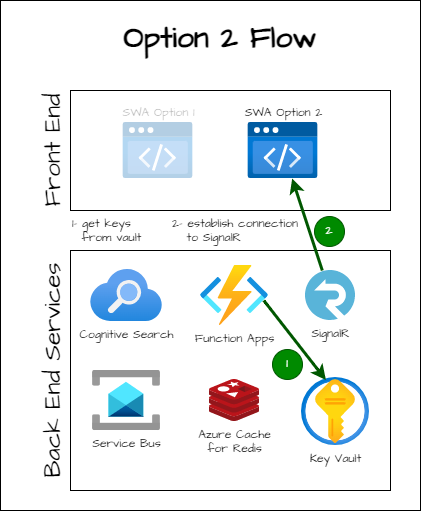 Option 2 Flow
Front End
SWA Option 1
SWA Option 2
</>
</>
1- get keys
from vault
2- establish connection
to SignalR
2
Back End Services
Cognitive Search
Function Apps
SignalR
1
Service Bus
Azure Cache
for Redis
Key Vault